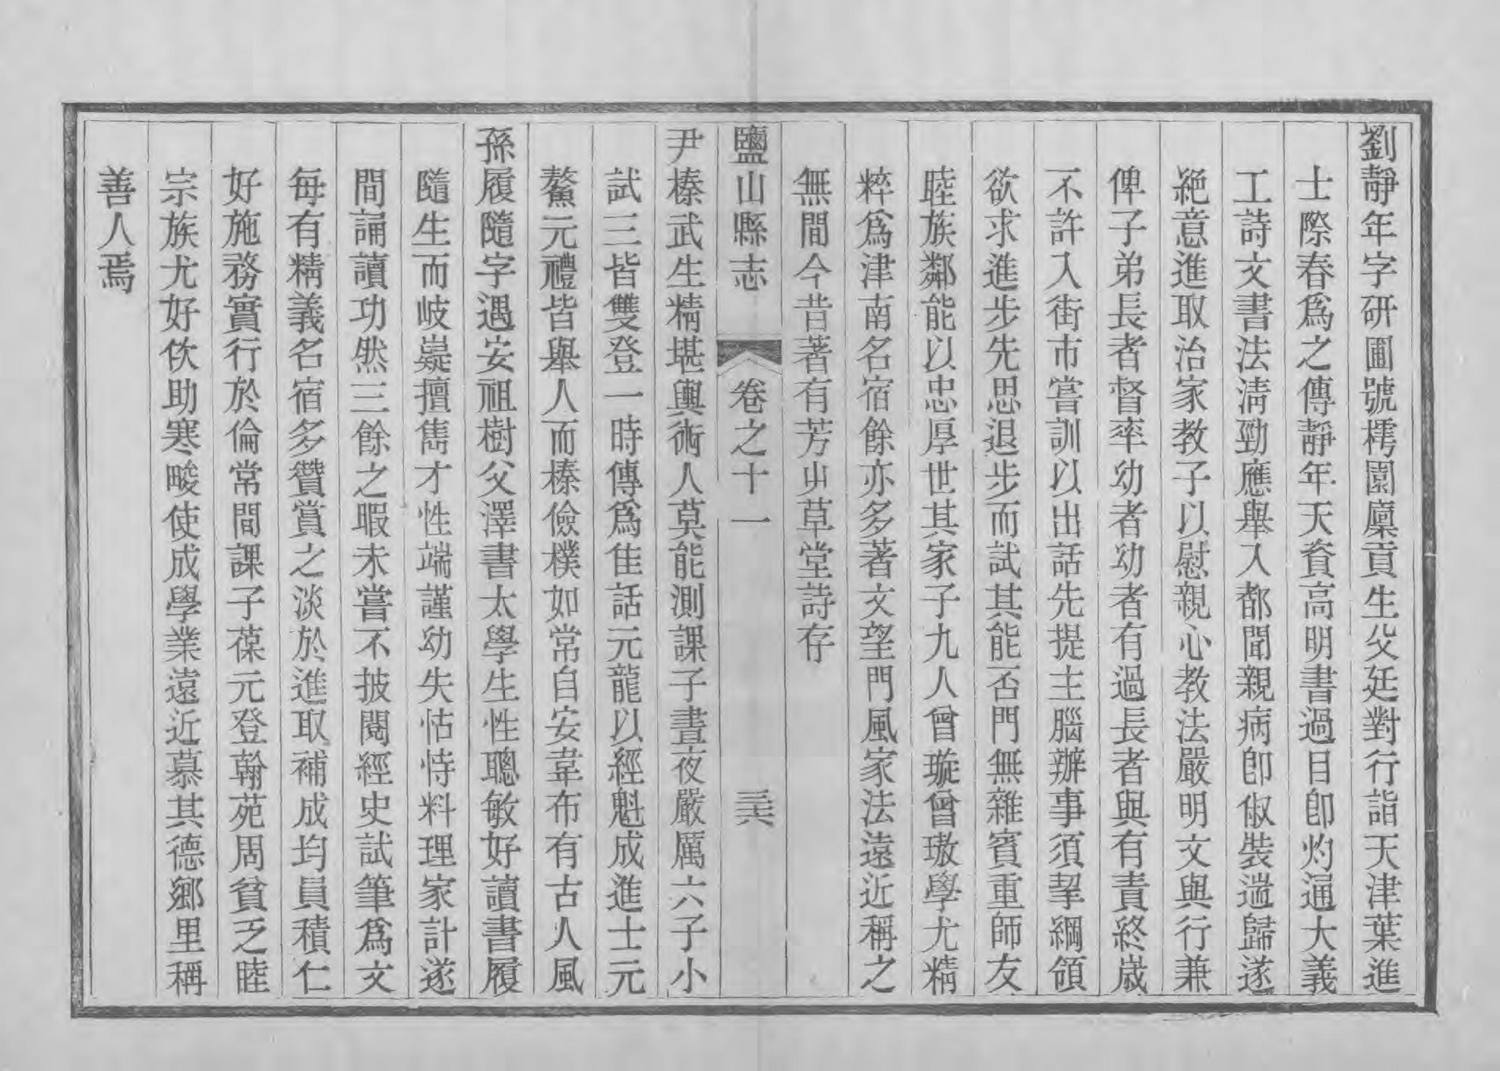 劉靜年字研圃號樗園廩貢生父廷對行詣天津葉進
士際春爲之傳靜年天資高明書過目卽灼通大義
工詩文書法淸勁應舉入都聞親病卽俶裝遄歸遂
絕意進取治家教子以慰親心教法嚴明文與行兼
俾子弟長者督率幼者幼者有過長者與有責終歲
不許入街市嘗訓以出話先提主腦辦事須挈綱領
欲求進步先思退步而試其能否門無雜賓重師友
睦族鄰能以忠厚世其家子九人曾璇曾璈學尤精
粹爲津南名宿餘亦多著文望門風家法遠近稱之
無間今昔著有芳山草堂詩存
鹽山縣志 卷之十一 三六
尹榛武生精堪輿術人莫能測課子晝夜嚴厲六子小
試三皆雙登一時傳爲佳話元龍以經魁成進士元
鰲元禮皆舉人而榛儉樸如常自安韋布有古人風
孫履隨字遇安祖樹父澤書太學生性聰敏好讀書履
隨生而岐嶷擅雋才性端謹幼失怙恃料理家計遂
間誦讀功然三餘之暇未嘗不披閱經史試筆爲文
每有精義名宿多贊賞之淡於進取補成均員積仁
好施務實行於倫常間課子葆元登翰苑周貧乏睦
宗族尤好佽助寒畯使成學業遠近慕其德鄉里稱
善人焉